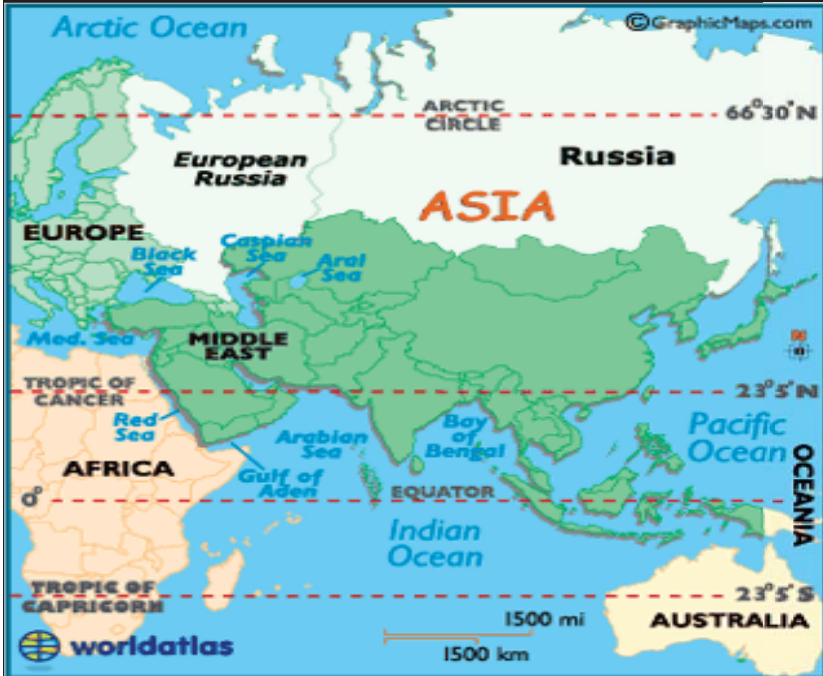 Arctic Ocean
©GraphicMaps.com
ARCTIC
CIRCLE
66°30'N
European
Russia
Russia
ASIA
EUROPE
Black
Sea
Caspian
Sea
Aral
Sea
Med. Sea
MIDDLE
EAST
TROPIC OF
CANCER
23°5'N
N
Red
Sea
Arabian
Sea
Bay
of
Bengal
Pacific
Ocean
AFRICA
Gulf of
Aden
OCEANIA
0°
EQUATOR
Indian
Ocean
TROPIC OF
CAPRICORN
23°5'S
1500 mi
AUSTRALIA
worldatlas
1500 km